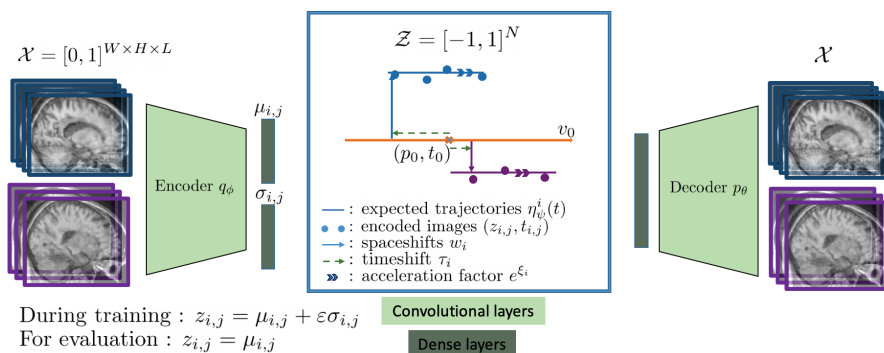 𝒳 = [0, 1]^{W×H×L}
μ_{i,j}
σ_{i,j}
Encoder q_ϕ
𝒵 = [−1, 1]^N
v_0
(p_0, t_0)
: expected trajectories η^i_ψ(t)
: encoded images (z_{i,j}, t_{i,j})
: spaceshifts w_i
: timeshift τ_i
: acceleration factor e^{ξ_i}
𝒳
Decoder p_θ
During training : z_{i,j} = μ_{i,j} + εσ_{i,j}
For evaluation : z_{i,j} = μ_{i,j}
Convolutional layers
Dense layers